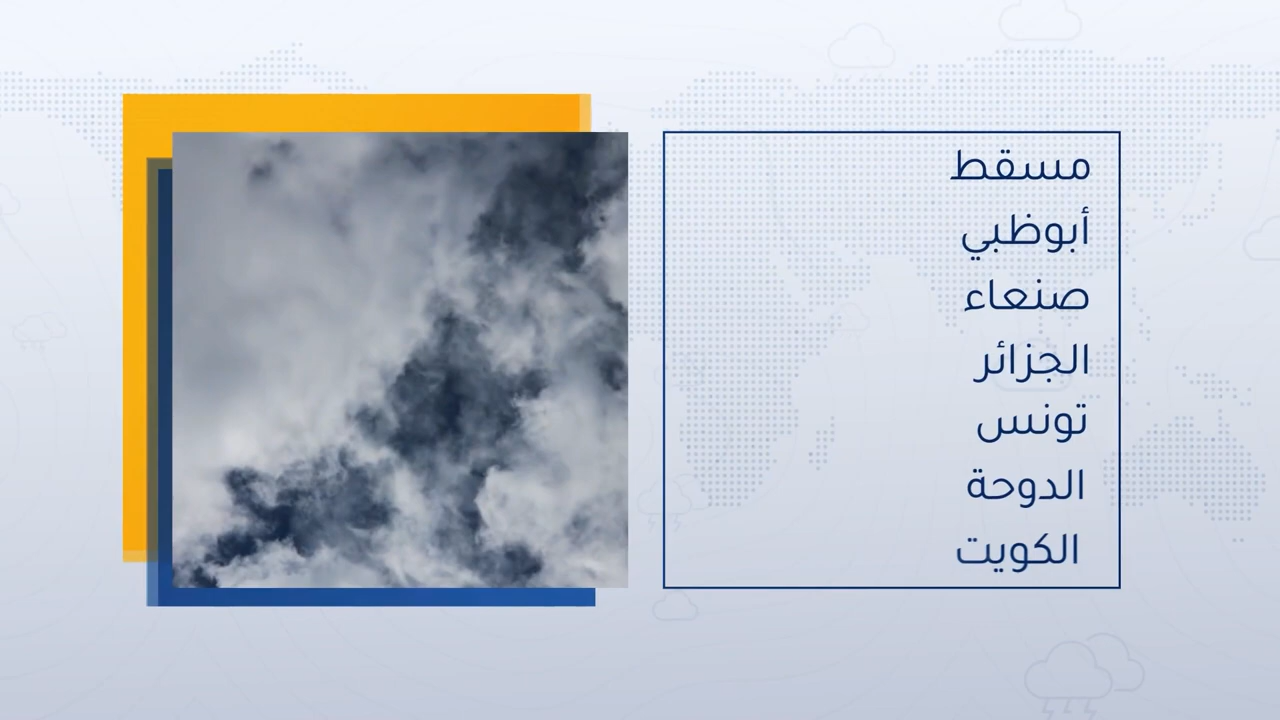 مسقط
أبوظبي
صنعاء
الجزائر
تونس
الدوحة
الكويت